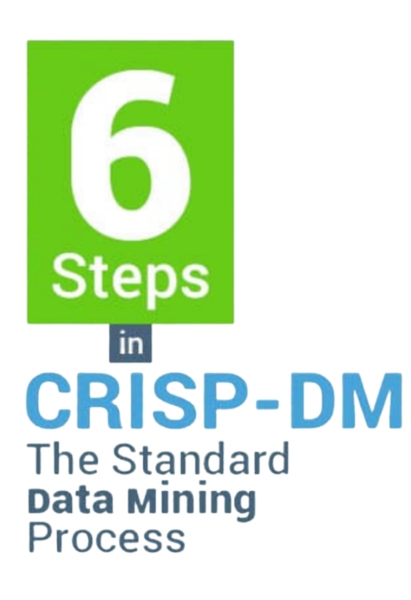 6
Steps
in
CRISP-DM
The Standard
Data Mining
Process